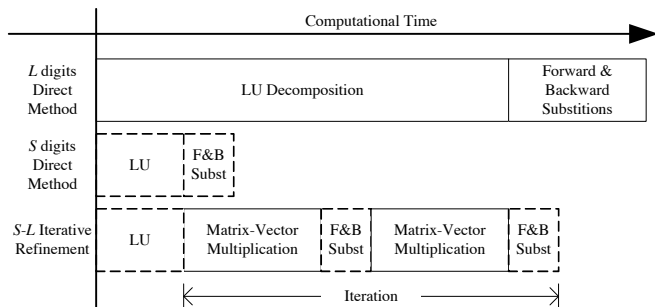 Computational Time
L digits
Direct
Method
LU Decomposition
Forward &
Backward
Substitions
S digits
Direct
Method
LU
F&B
Subst
S-L Iterative
Refinement
LU
Matrix-Vector
Multiplication
F&B
Subst
Matrix-Vector
Multiplication
F&B
Subst
Iteration